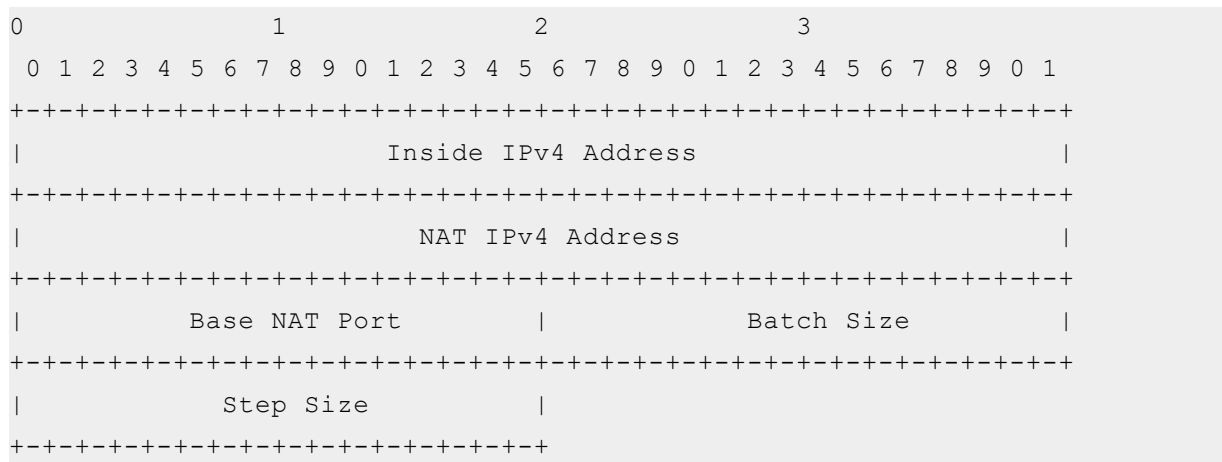 0                   1                   2                   3
 0 1 2 3 4 5 6 7 8 9 0 1 2 3 4 5 6 7 8 9 0 1 2 3 4 5 6 7 8 9 0 1
+-+-+-+-+-+-+-+-+-+-+-+-+-+-+-+-+-+-+-+-+-+-+-+-+-+-+-+-+-+-+-+-+
|                       Inside IPv4 Address                      |
+-+-+-+-+-+-+-+-+-+-+-+-+-+-+-+-+-+-+-+-+-+-+-+-+-+-+-+-+-+-+-+-+
|                         NAT IPv4 Address                       |
+-+-+-+-+-+-+-+-+-+-+-+-+-+-+-+-+-+-+-+-+-+-+-+-+-+-+-+-+-+-+-+-+
|           Base NAT Port        |            Batch Size          |
+-+-+-+-+-+-+-+-+-+-+-+-+-+-+-+-+-+-+-+-+-+-+-+-+-+-+-+-+-+-+-+-+
|             Step Size          |
+-+-+-+-+-+-+-+-+-+-+-+-+-+-+-+-+